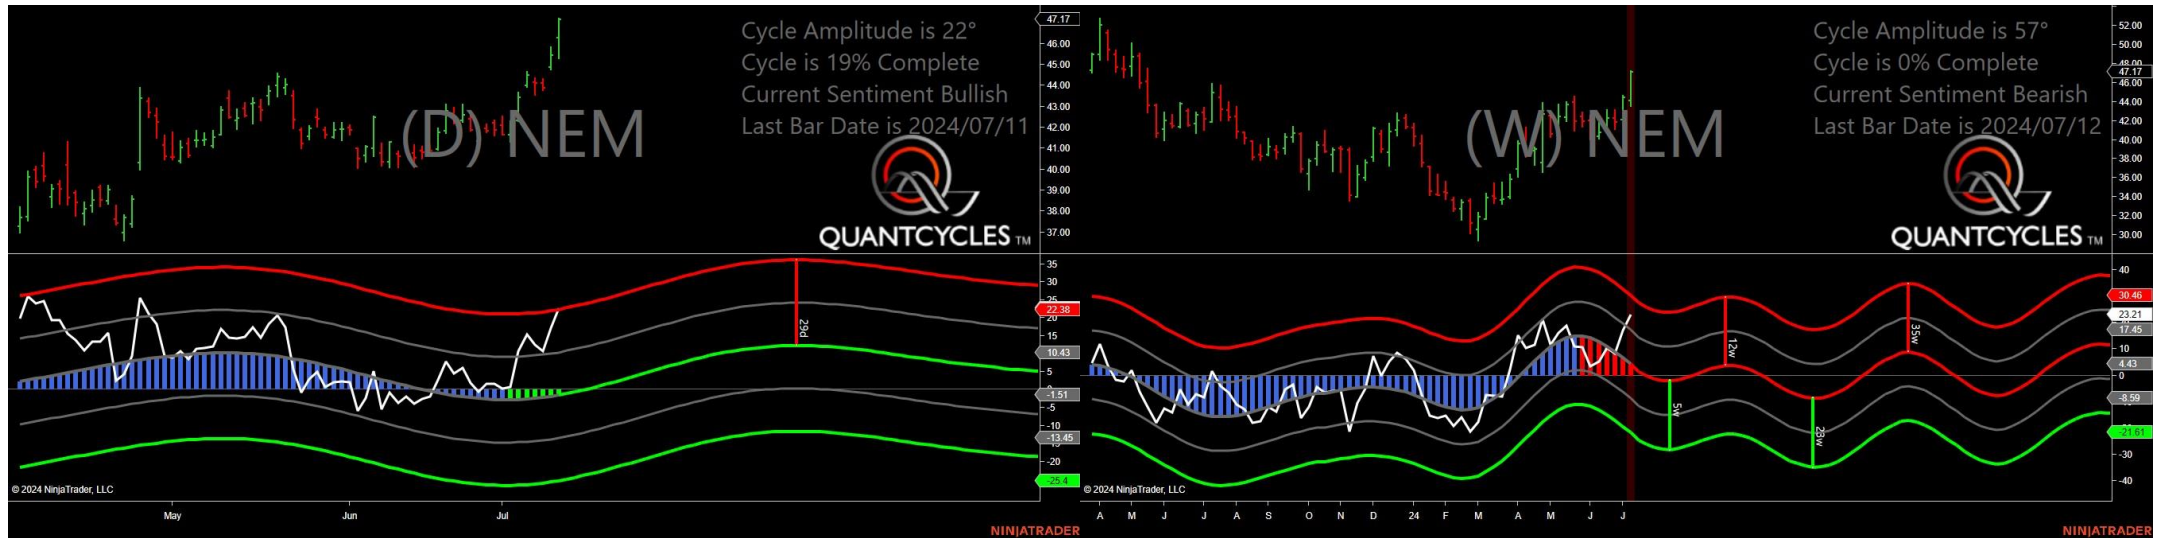 Cycle Amplitude is 22°
Cycle is 19% Complete
Current Sentiment Bullish
Last Bar Date is 2024/07/11
(D) NEM
QUANTCYCLES TM
47.17
46.00
45.00
44.00
43.00
42.00
41.00
40.00
39.00
38.00
37.00
35
30
25
22.38
20
15
10.43
5
-1.51
-5
-10
-13.45
-20
-25.4
29d
© 2024 NinjaTrader, LLC
May Jun Jul
NINJATRADER
Cycle Amplitude is 57°
Cycle is 0% Complete
Current Sentiment Bearish
Last Bar Date is 2024/07/12
(W) NEM
QUANTCYCLES TM
52.00
50.00
48.00
47.17
46.00
44.00
42.00
40.00
38.00
36.00
34.00
32.00
30.00
40
30.46
23.21
17.45
10
4.43
0
-8.59
-21.61
-30
-40
5w
12w
23w
35w
© 2024 NinjaTrader, LLC
A M J J A S O N D 24 F M A M J J
NINJATRADER